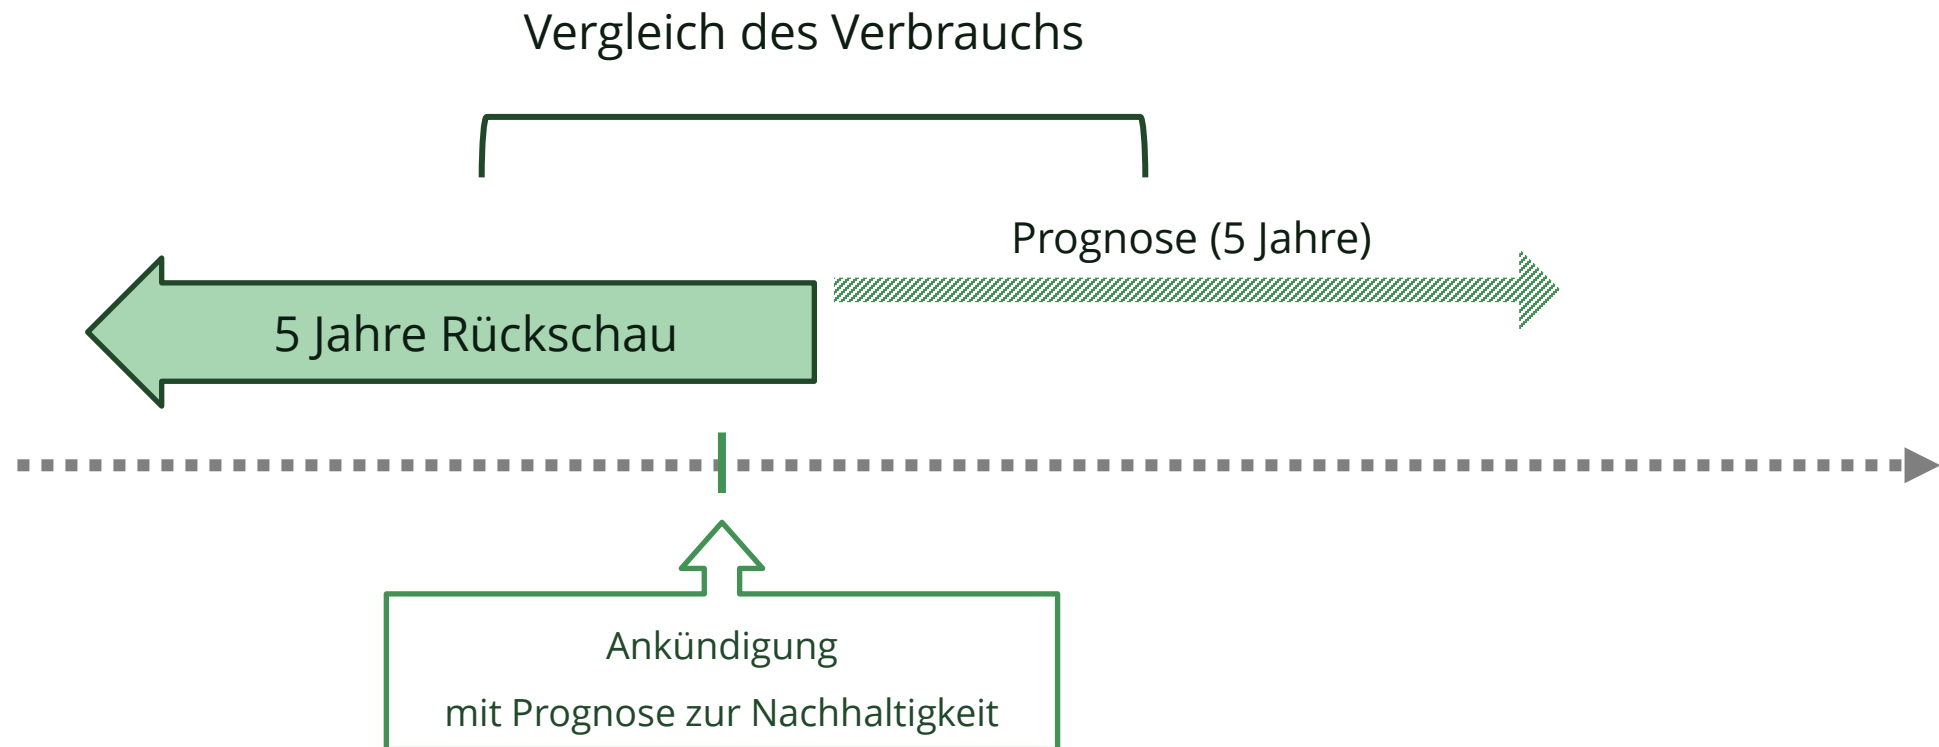 Vergleich des Verbrauchs
Prognose (5 Jahre)
5 Jahre Rückschau
Ankündigung
mit Prognose zur Nachhaltigkeit